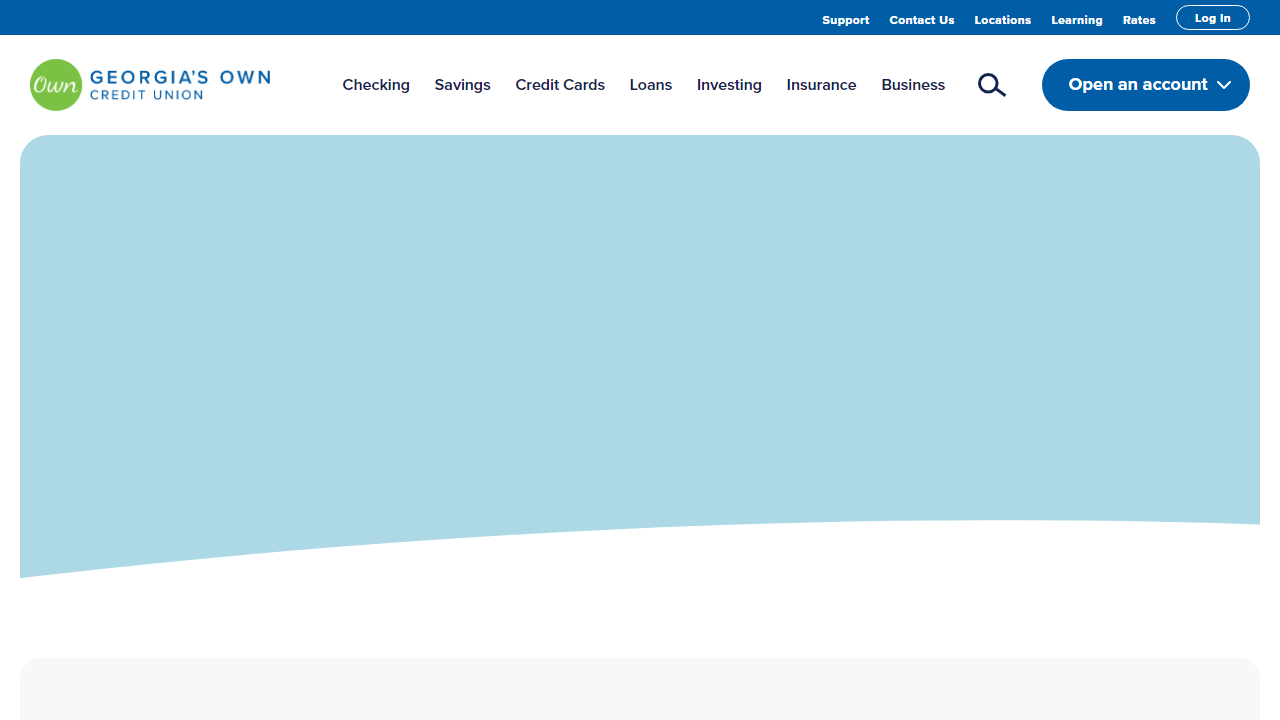 Support Contact Us Locations Learning Rates Log In
Own GEORGIA'S OWN
CREDIT UNION
Checking Savings Credit Cards Loans Investing Insurance Business Open an account